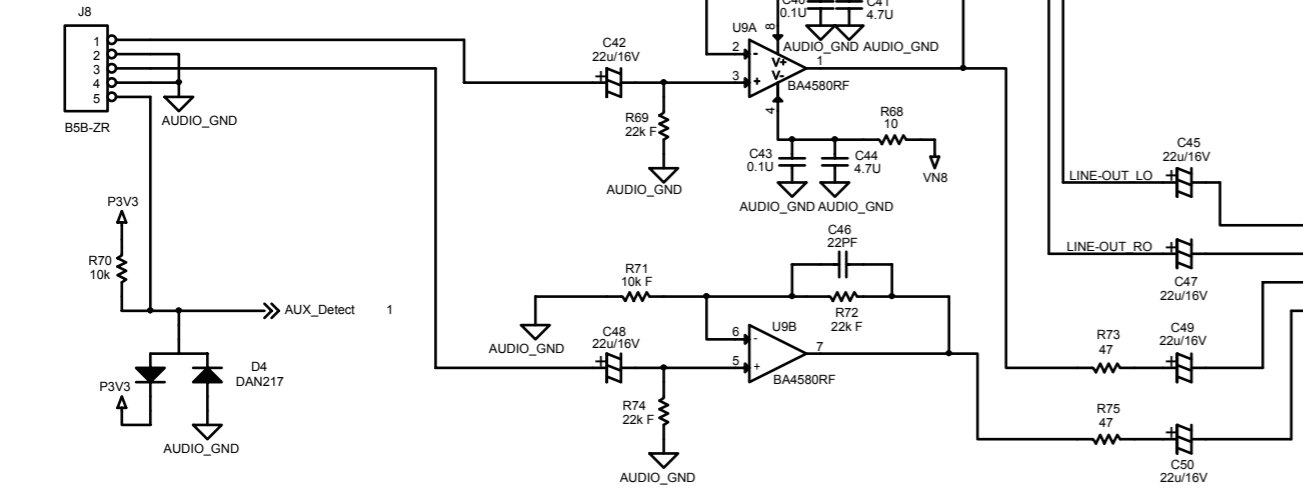 J8
1
2
3
4
5
B5B-ZR
AUDIO_GND
P3V3
R70
10k
AUX_Detect 1
D4
DAN217
P3V3
AUDIO_GND
C42
22u/16V
R69
22k F
AUDIO_GND
0.1U
4.7U
AUDIO_GND AUDIO_GND
U9A
8
2
-
3
+
V+
V-
1
BA4580RF
4
R68
10
C43
0.1U
C44
4.7U
VN8
AUDIO_GND AUDIO_GND
C46
22PF
R71
10k F
R72
22k F
AUDIO_GND
C48
22u/16V
U9B
6
-
5
+
7
BA4580RF
R74
22k F
AUDIO_GND
C45
22u/16V
LINE-OUT_LO
LINE-OUT_RO
C47
22u/16V
R73
47
C49
22u/16V
R75
47
C50
22u/16V